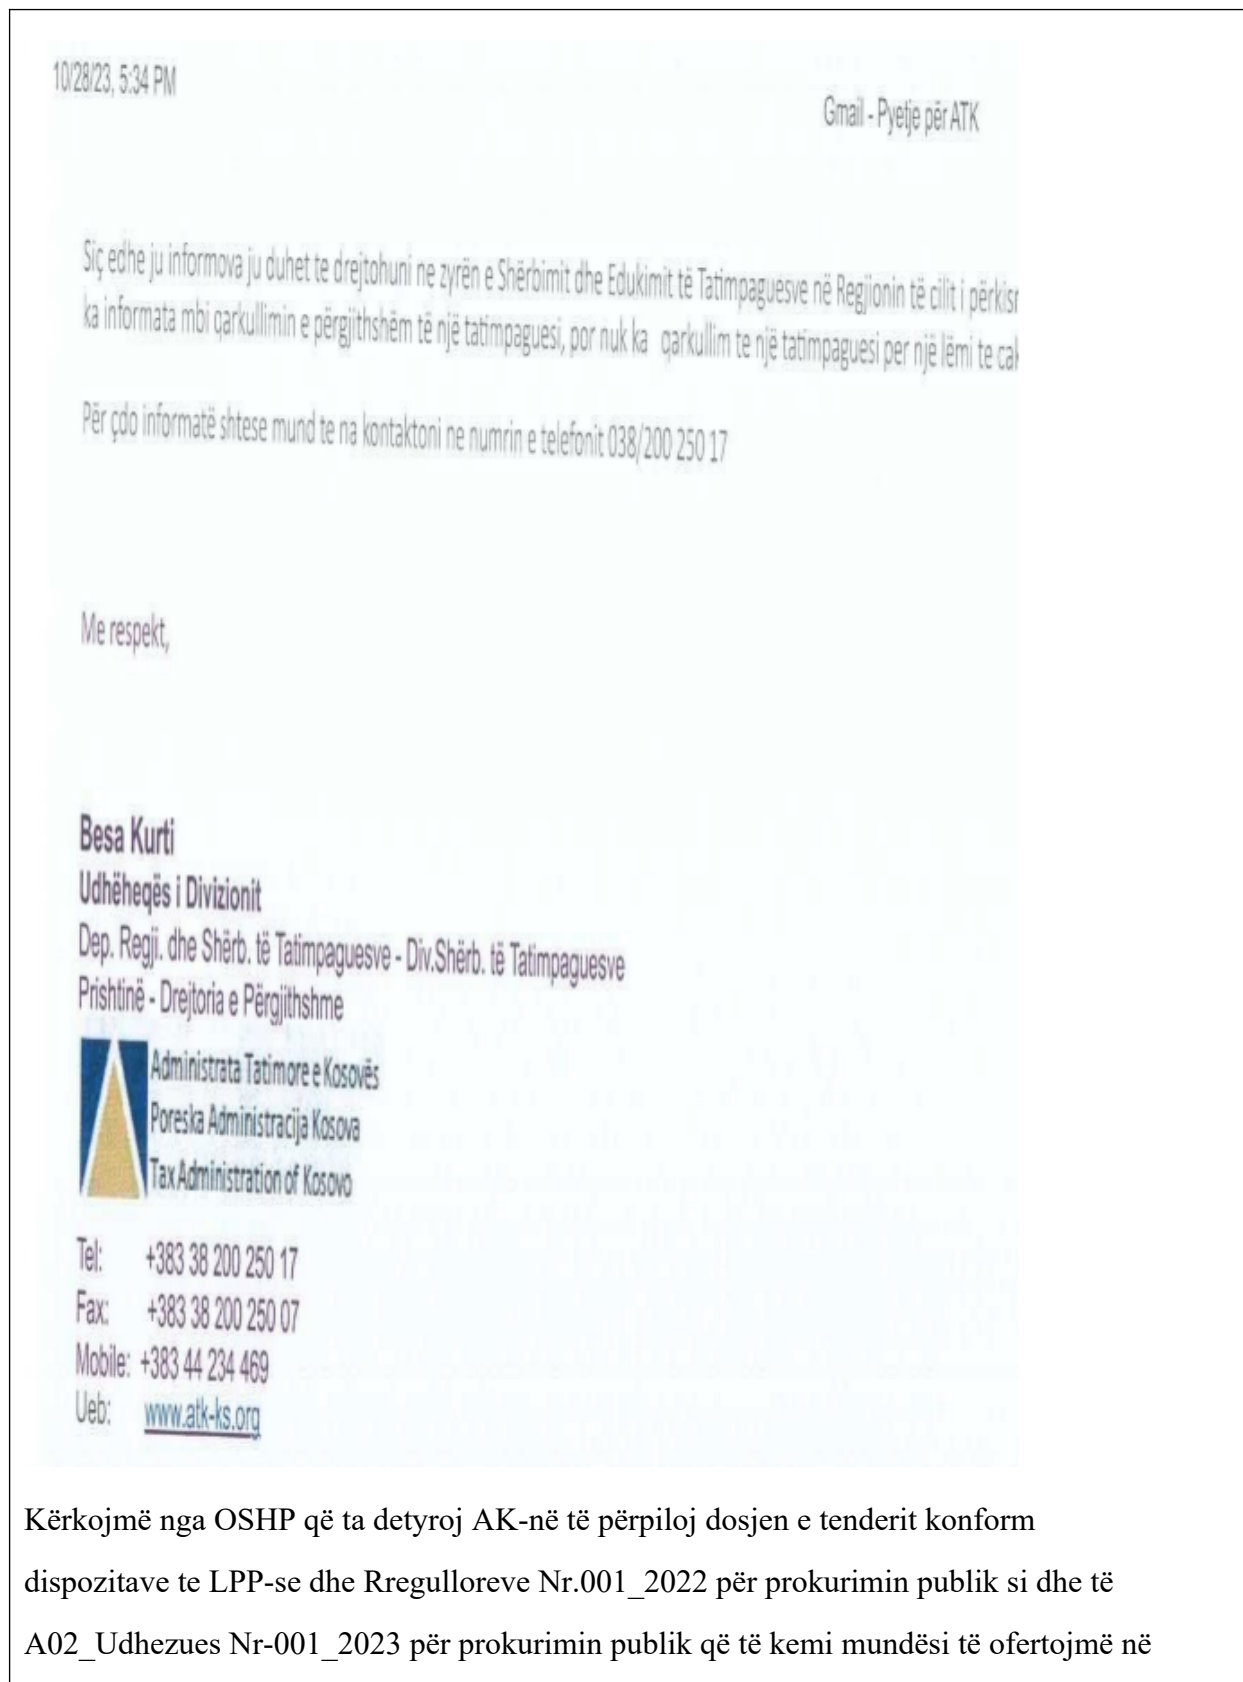 10/28/23, 5:34 PM
Gmail - Pyetje për ATK
Siç edhe ju informova ju duhet te drejtohuni ne zyrën e Shërbimit dhe Edukimit të Tatimpaguesve në Regjionin të cilit i përkisn
ka informata mbi qarkullimin e përgjithshëm të një tatimpaguesi, por nuk ka qarkullim te një tatimpaguesi per një lëmi te cak
Për çdo informatë shtese mund te na kontaktoni ne numrin e telefonit 038/200 250 17
Me respekt,
Besa Kurti
Udhëheqës i Divizionit
Dep. Regji. dhe Shërb. të Tatimpaguesve - Div.Shërb. të Tatimpaguesve
Prishtinë - Drejtoria e Përgjithshme
Administrata Tatimore e Kosovës
Poreska Administracija Kosova
Tax Administration of Kosovo
Tel: +383 38 200 250 17
Fax: +383 38 200 250 07
Mobile: +383 44 234 469
Ueb: www.atk-ks.org
Kërkojmë nga OSHP që ta detyroj AK-në të përpiloj dosjen e tenderit konform
dispozitave te LPP-se dhe Rregulloreve Nr.001_2022 për prokurimin publik si dhe të
A02_Udhezues Nr-001_2023 për prokurimin publik që të kemi mundësi të ofertojmë në